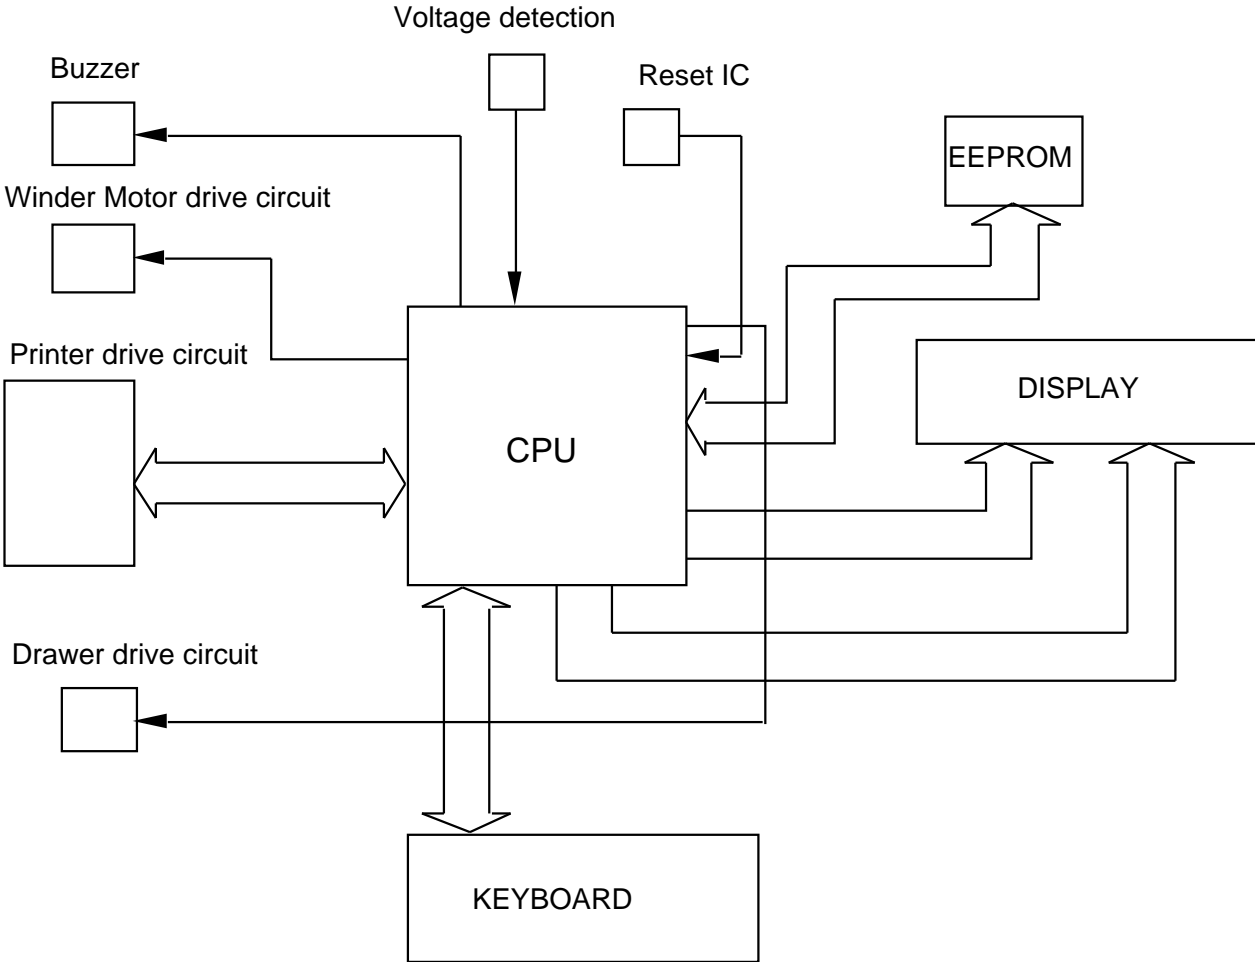 Voltage detection
Buzzer
Reset IC
EEPROM
Winder Motor drive circuit
Printer drive circuit
DISPLAY
CPU
Drawer drive circuit
KEYBOARD